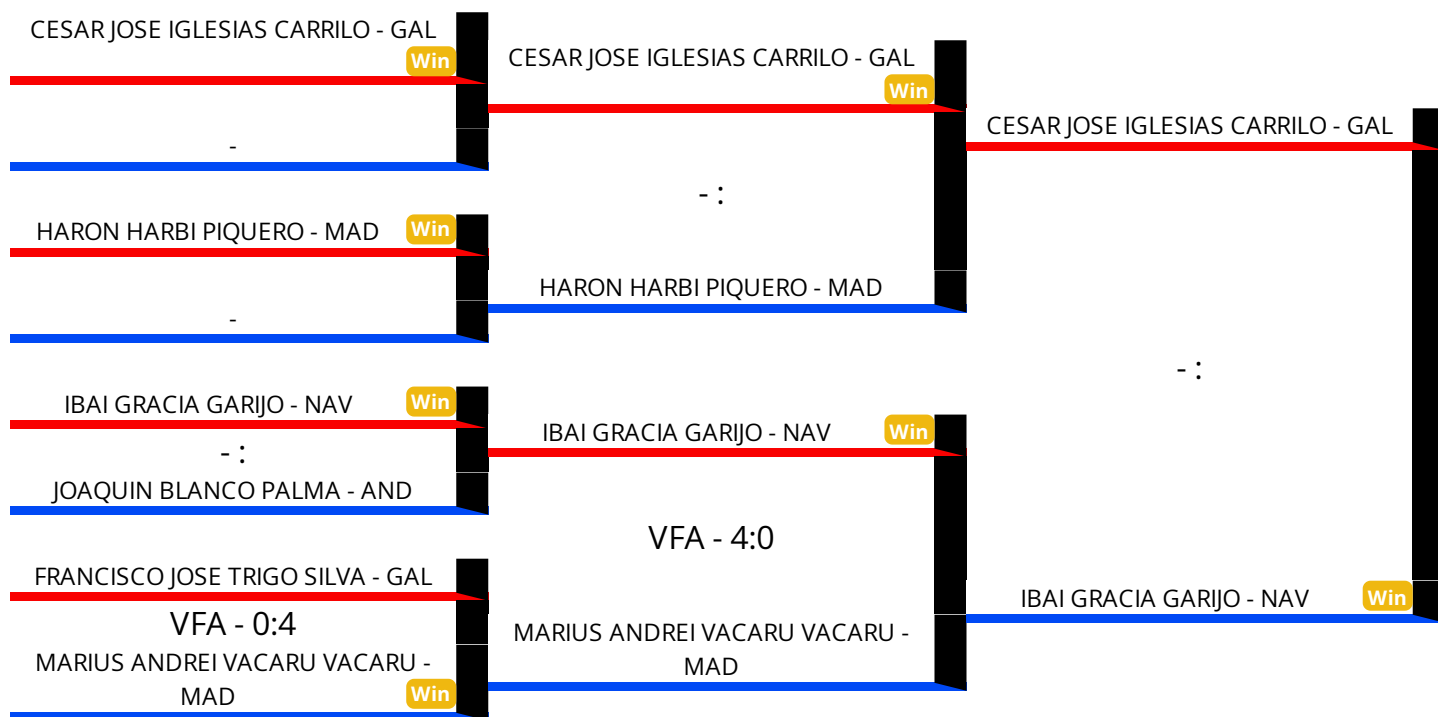 CESAR JOSE IGLESIAS CARRILO - GAL
Win
-
HARON HARBI PIQUERO - MAD
Win
-
IBAI GRACIA GARIJO - NAV
Win
- :
JOAQUIN BLANCO PALMA - AND
FRANCISCO JOSE TRIGO SILVA - GAL
VFA - 0:4
MARIUS ANDREI VACARU VACARU -
MAD
Win
CESAR JOSE IGLESIAS CARRILO - GAL
Win
- :
HARON HARBI PIQUERO - MAD
IBAI GRACIA GARIJO - NAV
Win
VFA - 4:0
MARIUS ANDREI VACARU VACARU -
MAD
CESAR JOSE IGLESIAS CARRILO - GAL
- :
IBAI GRACIA GARIJO - NAV
Win